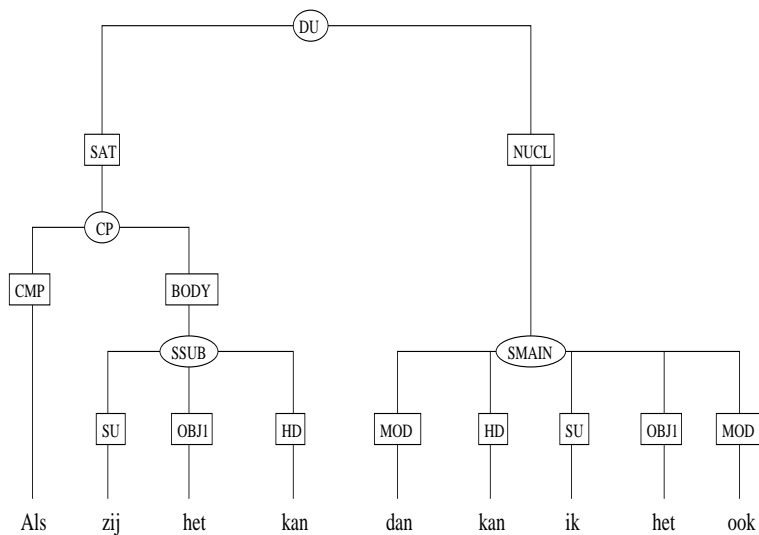 DU
SAT NUCL
CP
CMP BODY
SSUB SMAIN
SU OBJ1 HD MOD HD SU OBJ1 MOD
Als zij het kan dan kan ik het ook